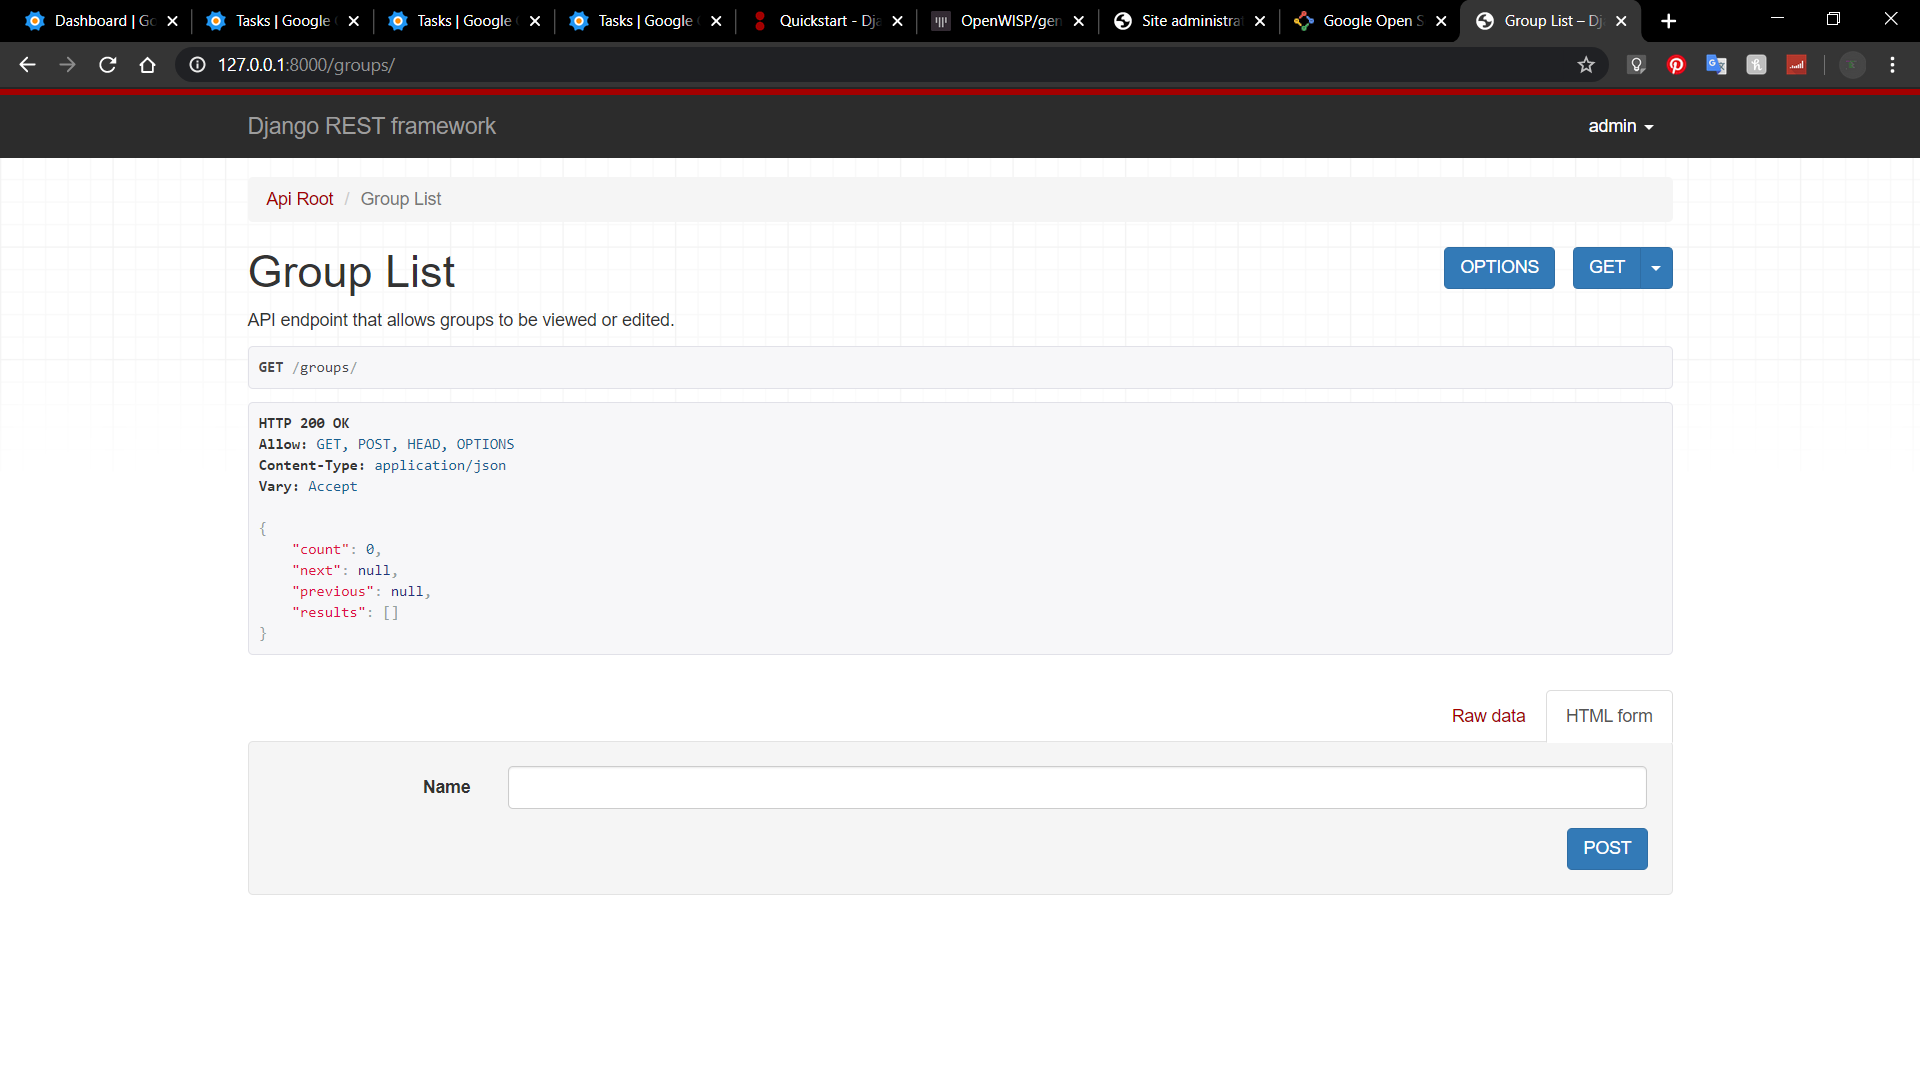 Dashboard | Go
Tasks | Google
Tasks | Google
Tasks | Google
Quickstart - Dja
OpenWISP/gen
Site administra
Google Open S
Group List – Dj
127.0.0.1:8000/groups/
Django REST framework
admin
Api Root / Group List
Group List
OPTIONS
GET
API endpoint that allows groups to be viewed or edited.
GET /groups/
HTTP 200 OK
Allow: GET, POST, HEAD, OPTIONS
Content-Type: application/json
Vary: Accept
{
"count": 0,
"next": null,
"previous": null,
"results": []
}
Raw data
HTML form
Name
POST